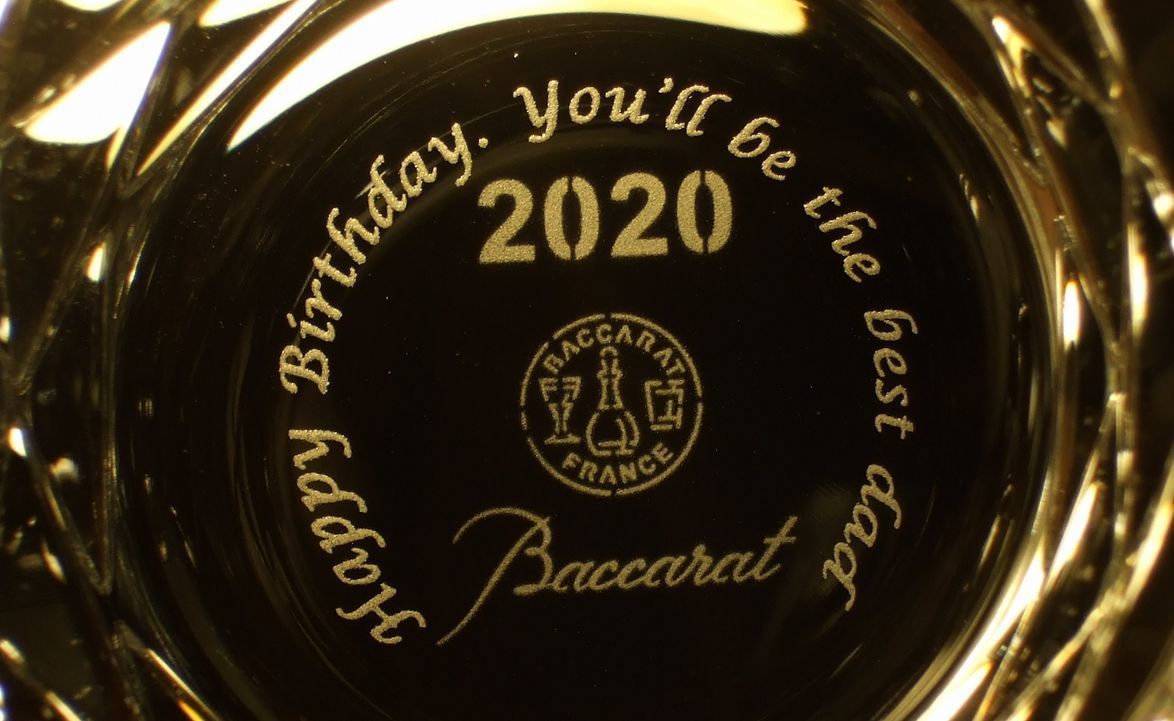 Happy Birthday. You'll be the best dad
2020
BACCARAT
FRANCE
Baccarat